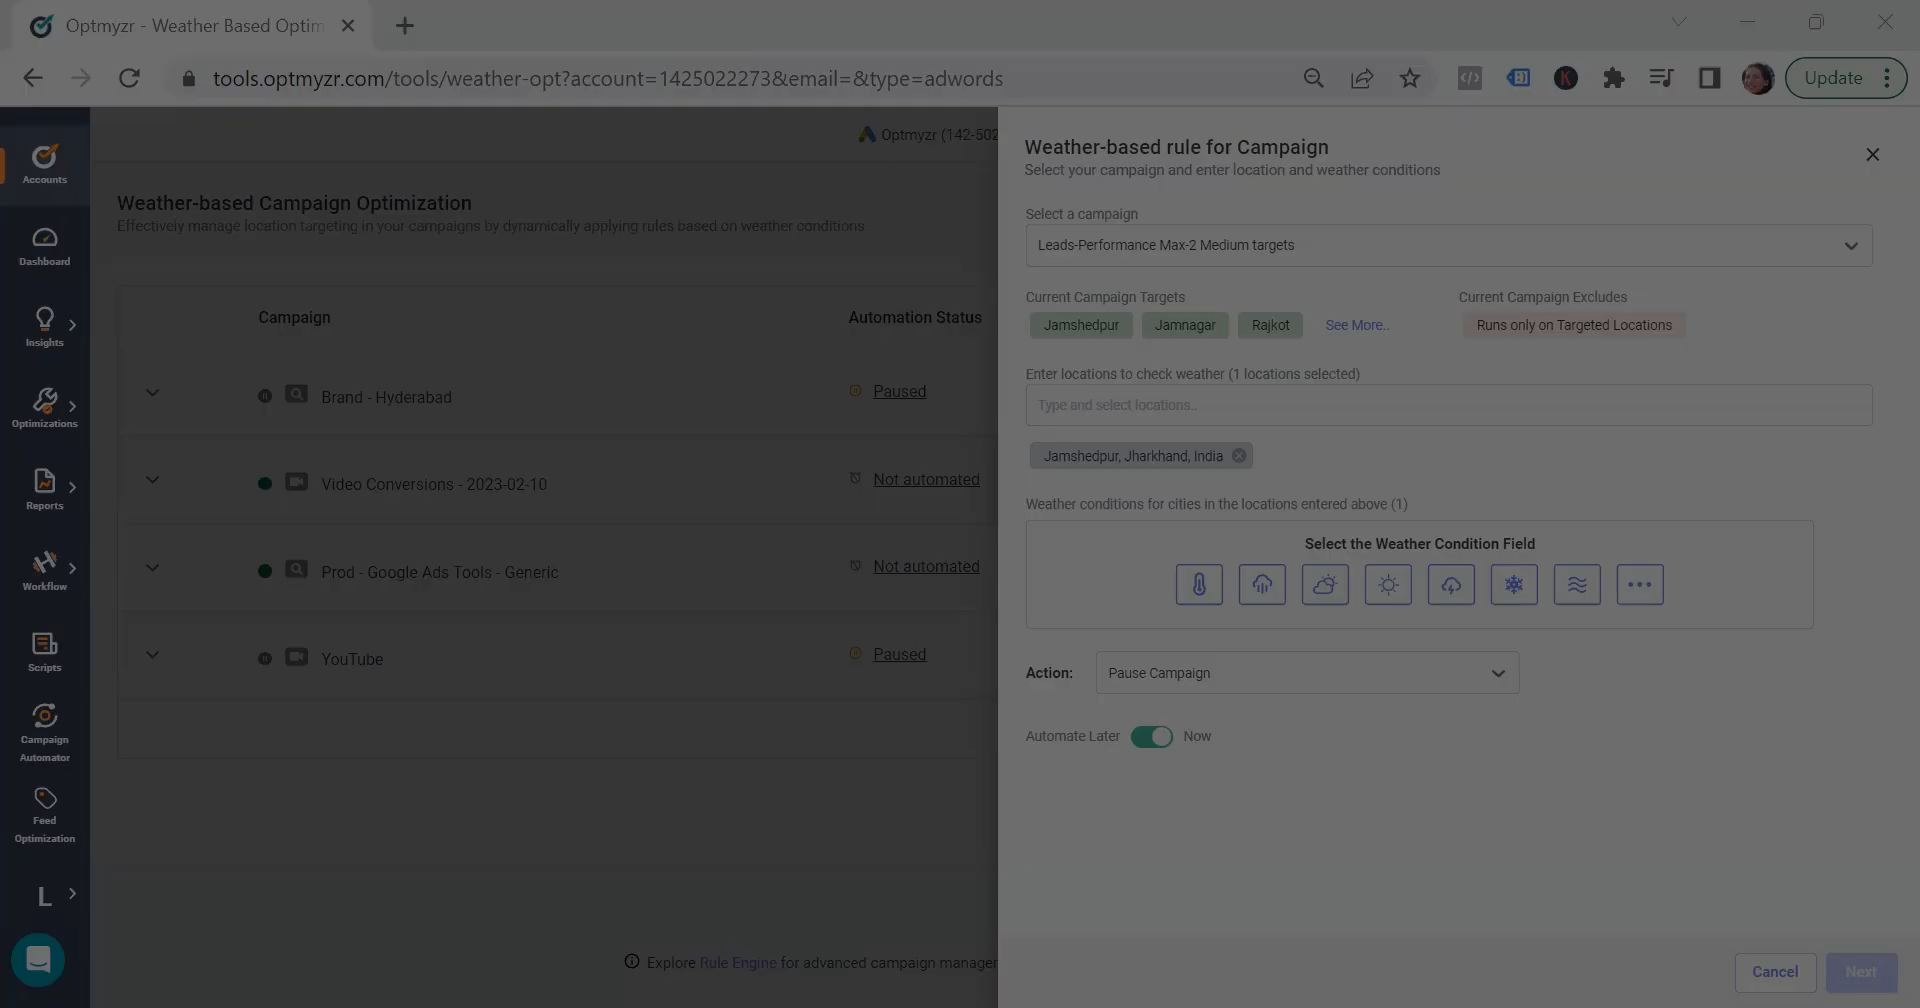 Optmyzr - Weather Based Optim
tools.optmyzr.com/tools/weather-opt?account=1425022273&email=&type=adwords
K
Update
Accounts
Dashboard
Insights
Optimizations
Reports
Workflow
Scripts
Campaign
Automator
Feed
Optimization
L
Optmyzr (142-502
Weather-based Campaign Optimization
Effectively manage location targeting in your campaigns by dynamically applying rules based on weather conditions
Campaign
Automation Status
Brand - Hyderabad
Paused
Video Conversions - 2023-02-10
Not automated
Prod - Google Ads Tools - Generic
Not automated
YouTube
Paused
Explore Rule Engine for advanced campaign manager
Weather-based rule for Campaign
Select your campaign and enter location and weather conditions
Select a campaign
Leads-Performance Max-2 Medium targets
Current Campaign Targets
Current Campaign Excludes
Jamshedpur
Jamnagar
Rajkot
See More..
Runs only on Targeted Locations
Enter locations to check weather (1 locations selected)
Type and select locations..
Jamshedpur, Jharkhand, India
Weather conditions for cities in the locations entered above (1)
Select the Weather Condition Field
Action:
Pause Campaign
Automate Later
Now
Cancel
Next